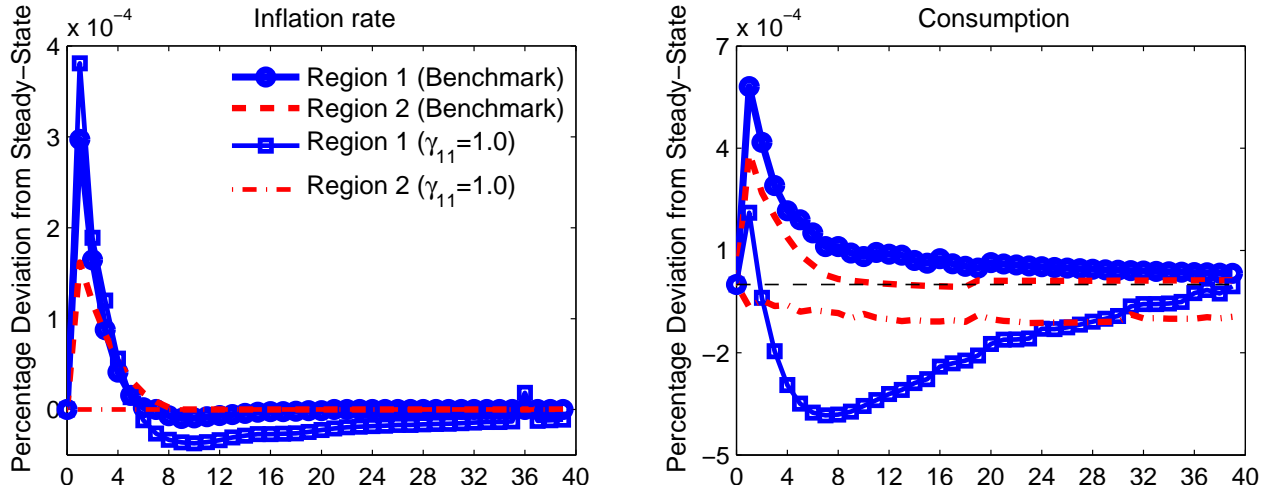 Inflation rate
x 10⁻⁴
Percentage Deviation from Steady−State
4
3
2
1
0
0 4 8 12 16 20 24 28 32 36 40
Region 1 (Benchmark)
Region 2 (Benchmark)
Region 1 (γ₁₁=1.0)
Region 2 (γ₁₁=1.0)
Consumption
x 10⁻⁴
Percentage Deviation from Steady−State
7
4
1
−2
−5
0 4 8 12 16 20 24 28 32 36 40